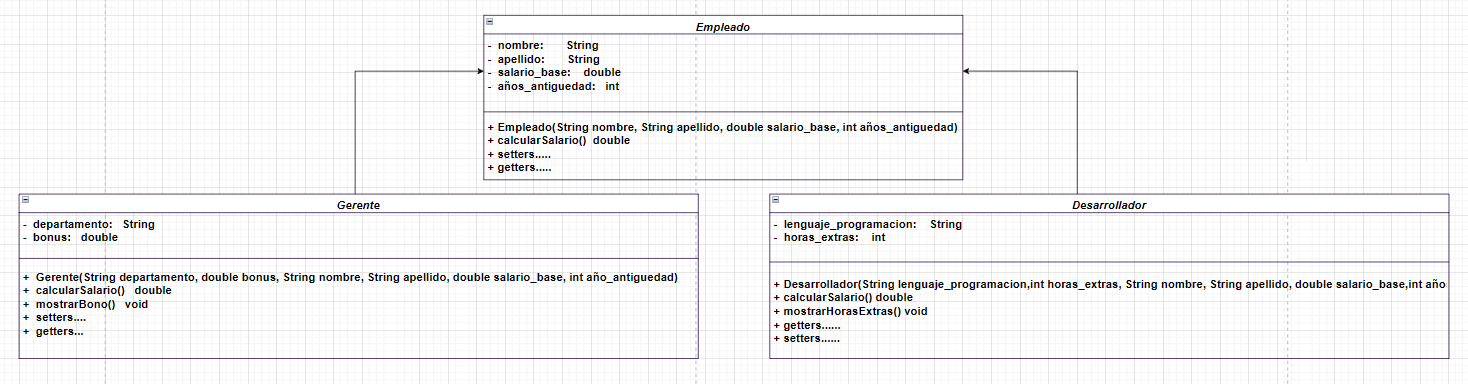 Empleado
- nombre: String
- apellido: String
- salario_base: double
- años_antiguedad: int
+ Empleado(String nombre, String apellido, double salario_base, int años_antiguedad)
+ calcularSalario() double
+ setters.....
+ getters.....
Gerente
- departamento: String
- bonus: double
+ Gerente(String departamento, double bonus, String nombre, String apellido, double salario_base, int año_antiguedad)
+ calcularSalario() double
+ mostrarBono() void
+ setters....
+ getters...
Desarrollador
- lenguaje_programacion: String
- horas_extras: int
+ Desarrollador(String lenguaje_programacion,int horas_extras, String nombre, String apellido, double salario_base,int año
+ calcularSalario() double
+ mostrarHorasExtras() void
+ getters......
+ setters......